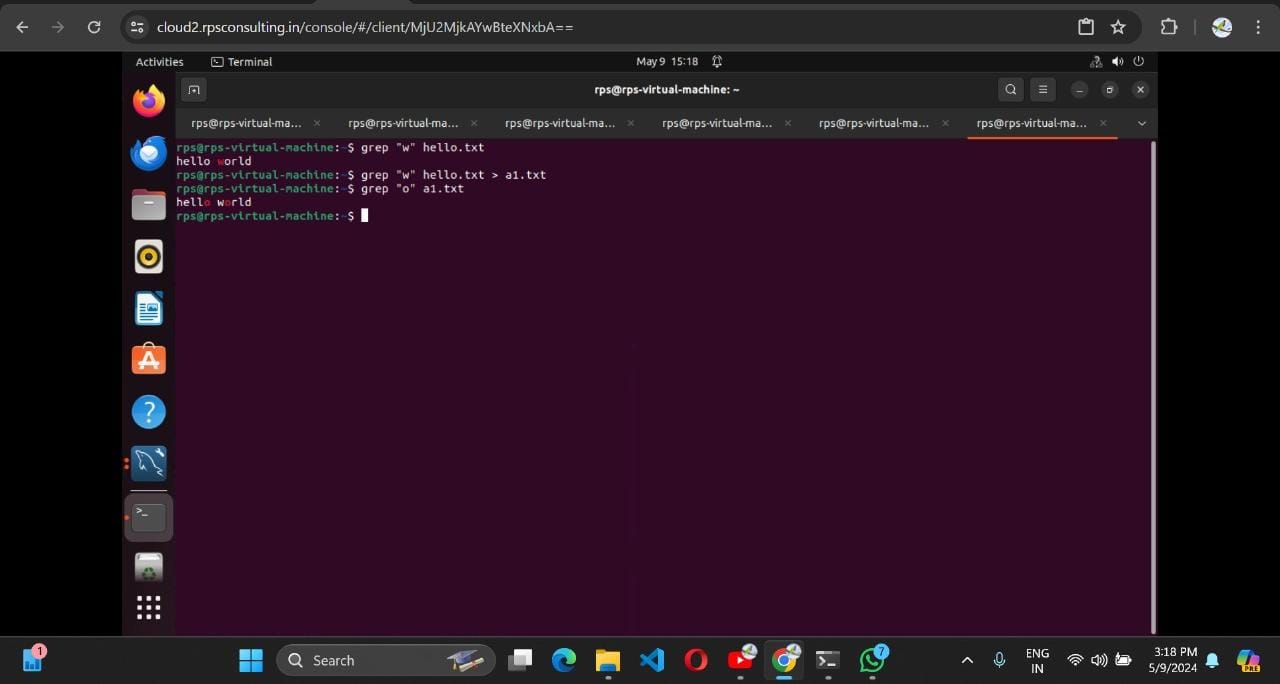 cloud2.rpsconsulting.in/console/#/client/MjU2MjkAYwBteXNxbA==
Activities Terminal May 9 15:18
rps@rps-virtual-machine: ~
rps@rps-virtual-ma... rps@rps-virtual-ma... rps@rps-virtual-ma... rps@rps-virtual-ma... rps@rps-virtual-ma... rps@rps-virtual-ma...
rps@rps-virtual-machine:~$ grep "w" hello.txt
hello world
rps@rps-virtual-machine:~$ grep "w" hello.txt > a1.txt
rps@rps-virtual-machine:~$ grep "o" a1.txt
hello world
rps@rps-virtual-machine:~$
1 Search 7 ENG 3:18 PM
IN 5/9/2024 PRE